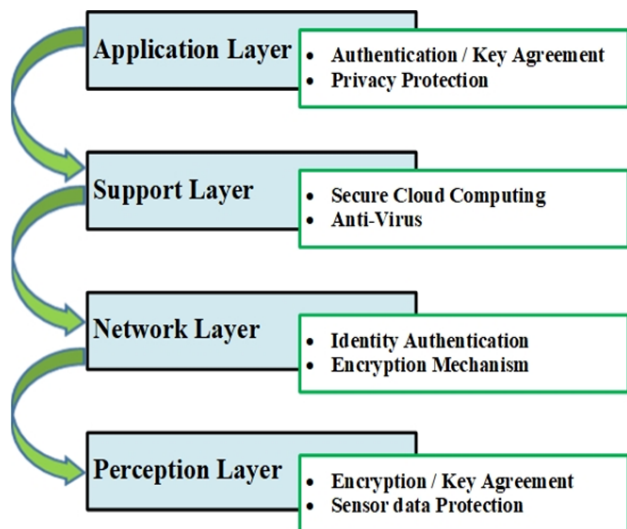 Application Layer
• Authentication / Key Agreement
• Privacy Protection
Support Layer
• Secure Cloud Computing
• Anti-Virus
Network Layer
• Identity Authentication
• Encryption Mechanism
Perception Layer
• Encryption / Key Agreement
• Sensor data Protection